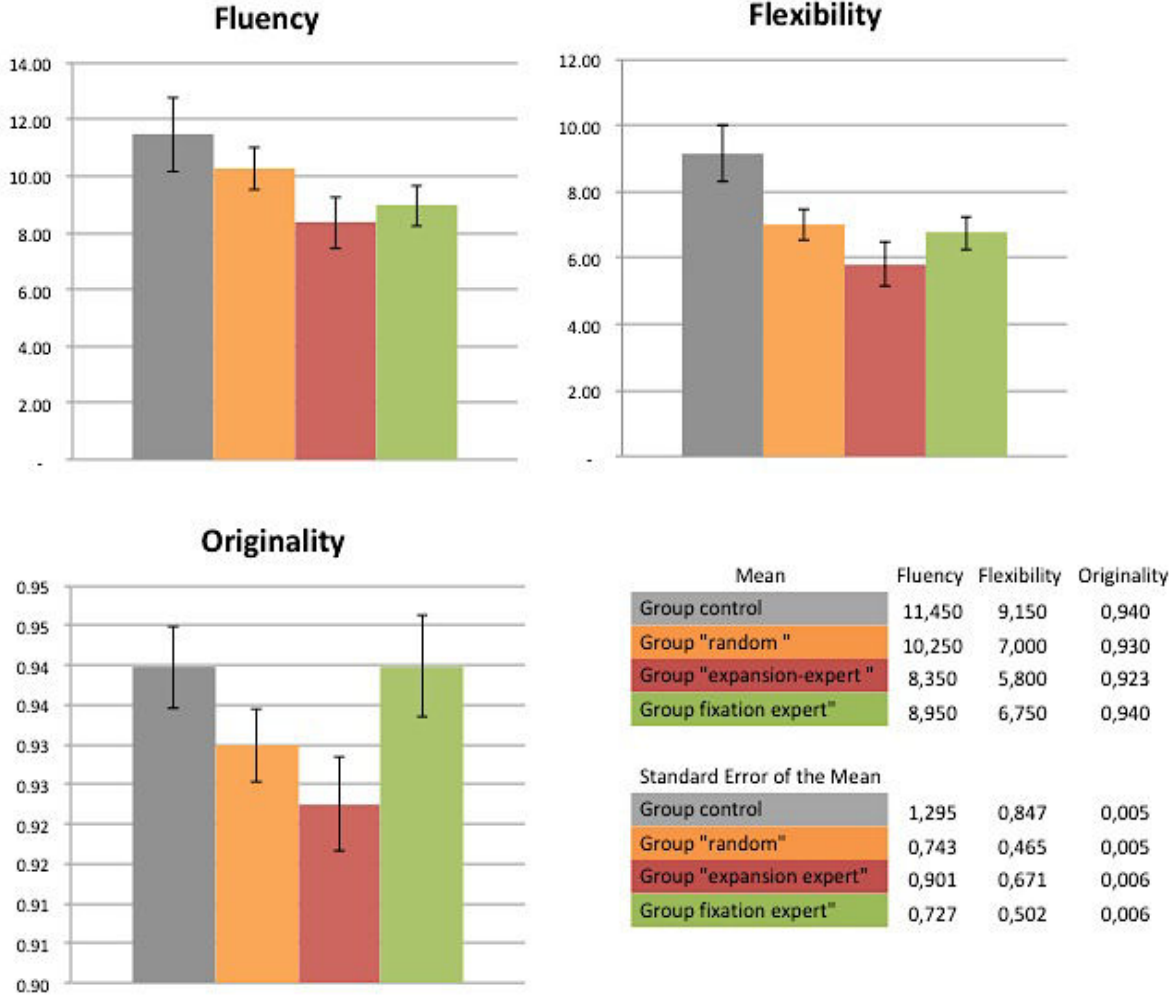 Fluency
14.00
12.00
10.00
8.00
6.00
4.00
2.00
-
Flexibility
12.00
10.00
8.00
6.00
4.00
2.00
-
Originality
0.95
0.95
0.94
0.94
0.93
0.93
0.92
0.92
0.91
0.91
0.90
Mean Fluency Flexibility Originality
Group control 11,450 9,150 0,940
Group "random " 10,250 7,000 0,930
Group "expansion-expert " 8,350 5,800 0,923
Group fixation expert" 8,950 6,750 0,940
Standard Error of the Mean
Group control 1,295 0,847 0,005
Group "random" 0,743 0,465 0,005
Group "expansion expert" 0,901 0,671 0,006
Group fixation expert" 0,727 0,502 0,006